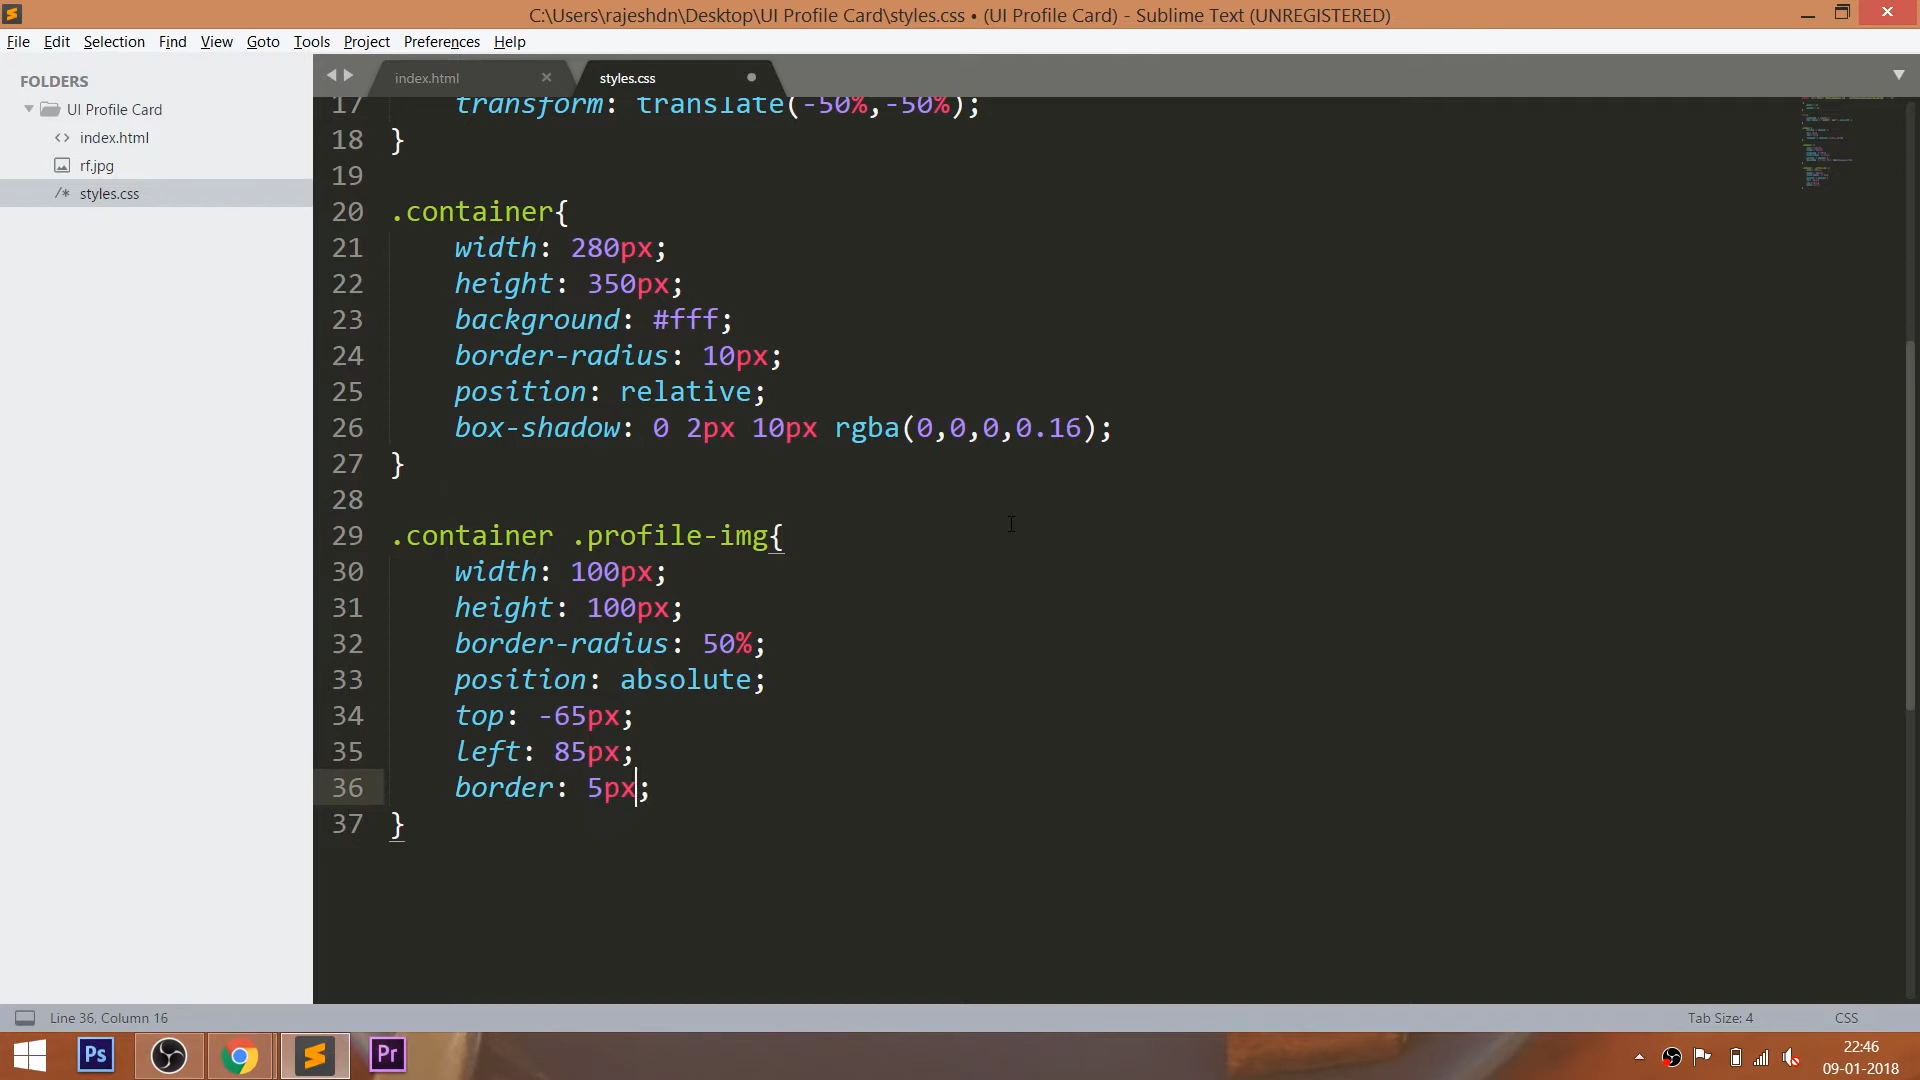 C:\Users\rajeshdn\Desktop\UI Profile Card\styles.css • (UI Profile Card) - Sublime Text (UNREGISTERED)
File Edit Selection Find View Goto Tools Project Preferences Help
FOLDERS
UI Profile Card
index.html
rf.jpg
/* styles.css
index.html × styles.css
17 transform: translate(-50%,-50%);
18 }
19
20 .container{
21 width: 280px;
22 height: 350px;
23 background: #fff;
24 border-radius: 10px;
25 position: relative;
26 box-shadow: 0 2px 10px rgba(0,0,0,0.16);
27 }
28
29 .container .profile-img{
30 width: 100px;
31 height: 100px;
32 border-radius: 50%;
33 position: absolute;
34 top: -65px;
35 left: 85px;
36 border: 5px;
37 }
Line 36, Column 16
Tab Size: 4
CSS
Ps
Pr
22:46
09-01-2018